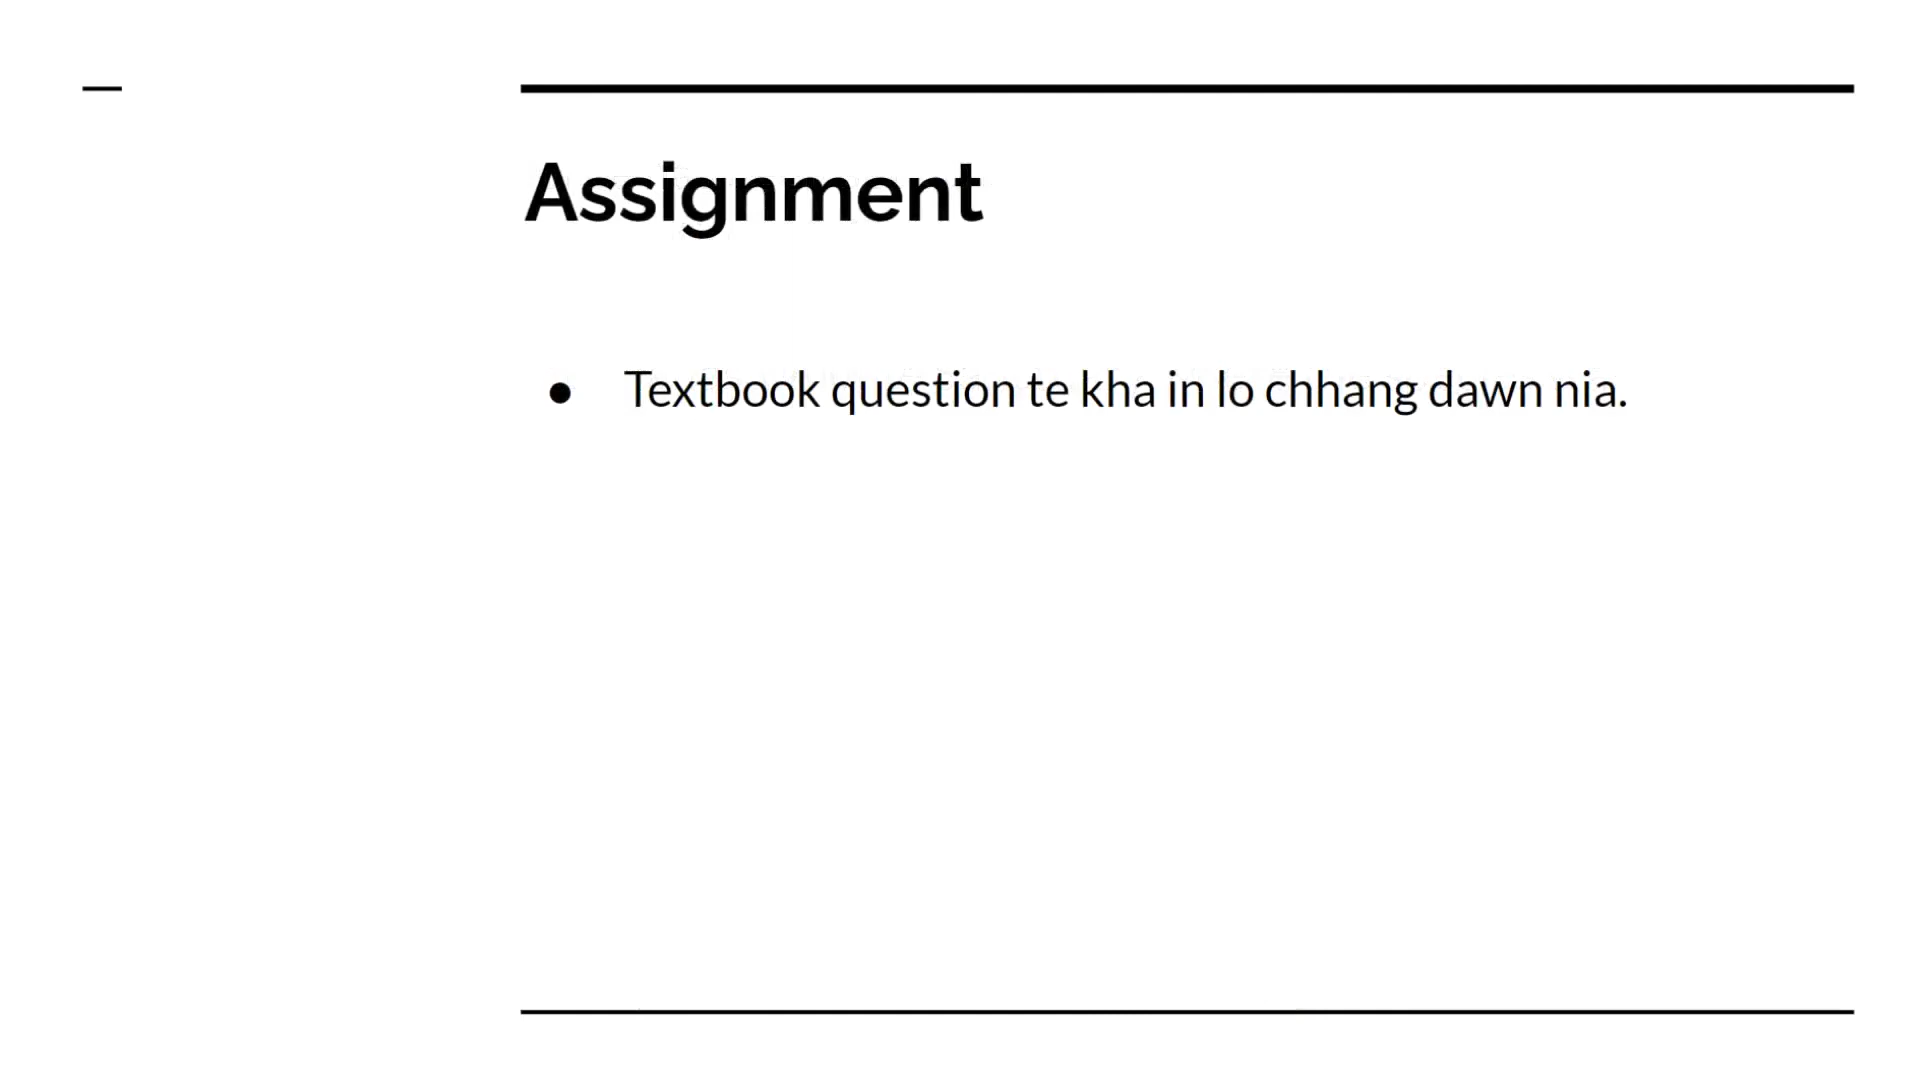 Assignment
● Textbook question te kha in lo chhang dawn nia.